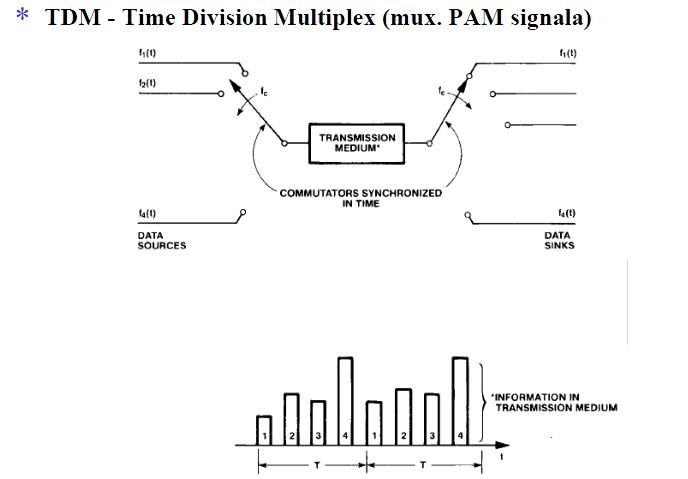 * TDM - Time Division Multiplex (mux. PAM signala)
f₁(t)
f₁(t)
f₂(t)
fc
fc
TRANSMISSION
MEDIUM*
COMMUTATORS SYNCHRONIZED
IN TIME
f₄(t)
f₄(t)
DATA
SOURCES
DATA
SINKS
*INFORMATION IN
TRANSMISSION MEDIUM
1 2 3 4 1 2 3 4
t
T T